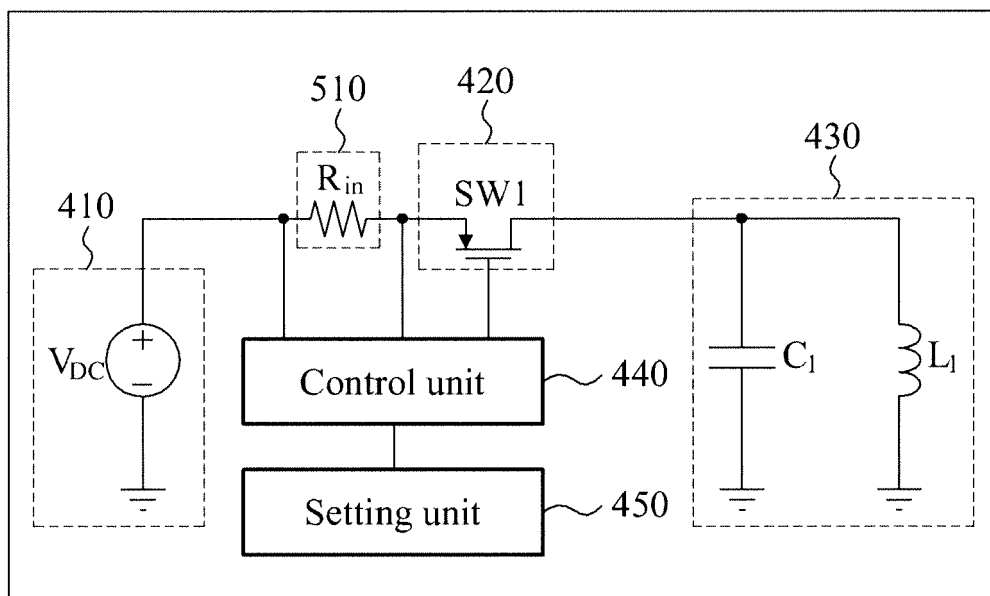 510
420
430
R_in
SW1
410
V_DC
+
−
C_1
L_1
Control unit
440
Setting unit
450